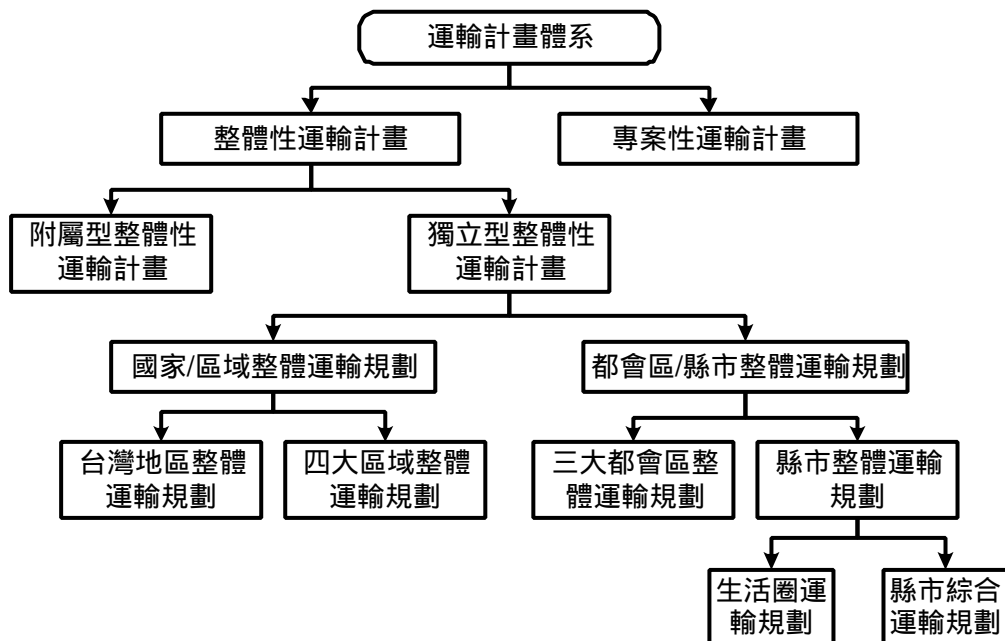 運輸計畫體系
整體性運輸計畫
專案性運輸計畫
附屬型整體性
運輸計畫
獨立型整體性
運輸計畫
國家/區域整體運輸規劃
都會區/縣市整體運輸規劃
台灣地區整體
運輸規劃
四大區域整體
運輸規劃
三大都會區整
體運輸規劃
縣市整體運輸
規劃
生活圈運
輸規劃
縣市綜合
運輸規劃